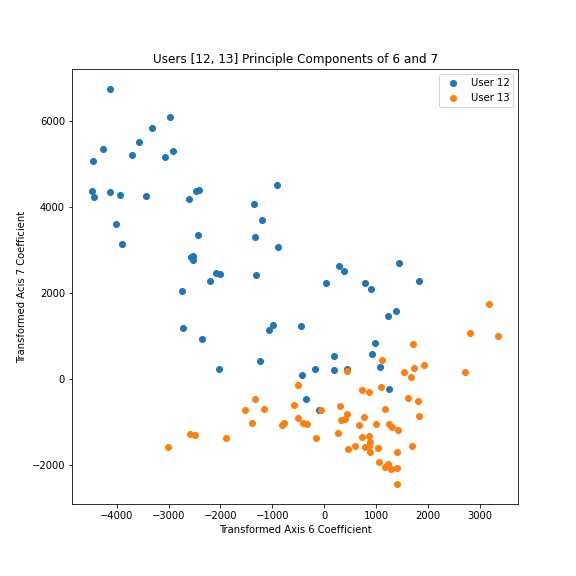 Users [12, 13] Principle Components of 6 and 7
User 12
User 13
Transformed Acis 7 Coefficient
6000
4000
2000
0
−2000
−4000
−3000
−2000
−1000
0
1000
2000
3000
Transformed Axis 6 Coefficient